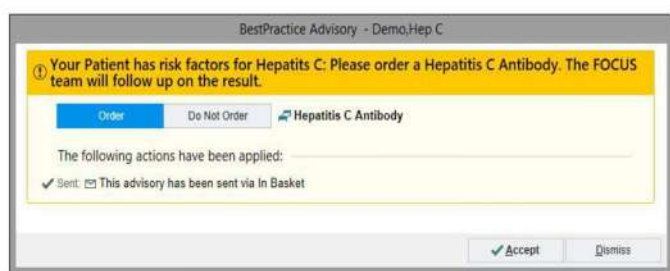 BestPractice Advisory - Demo,Hep C
Your Patient has risk factors for Hepatits C: Please order a Hepatitis C Antibody. The FOCUS
team will follow up on the result.
Order Do Not Order Hepatitis C Antibody
The following actions have been applied:
Sent: This advisory has been sent via In Basket
Accept Dismiss